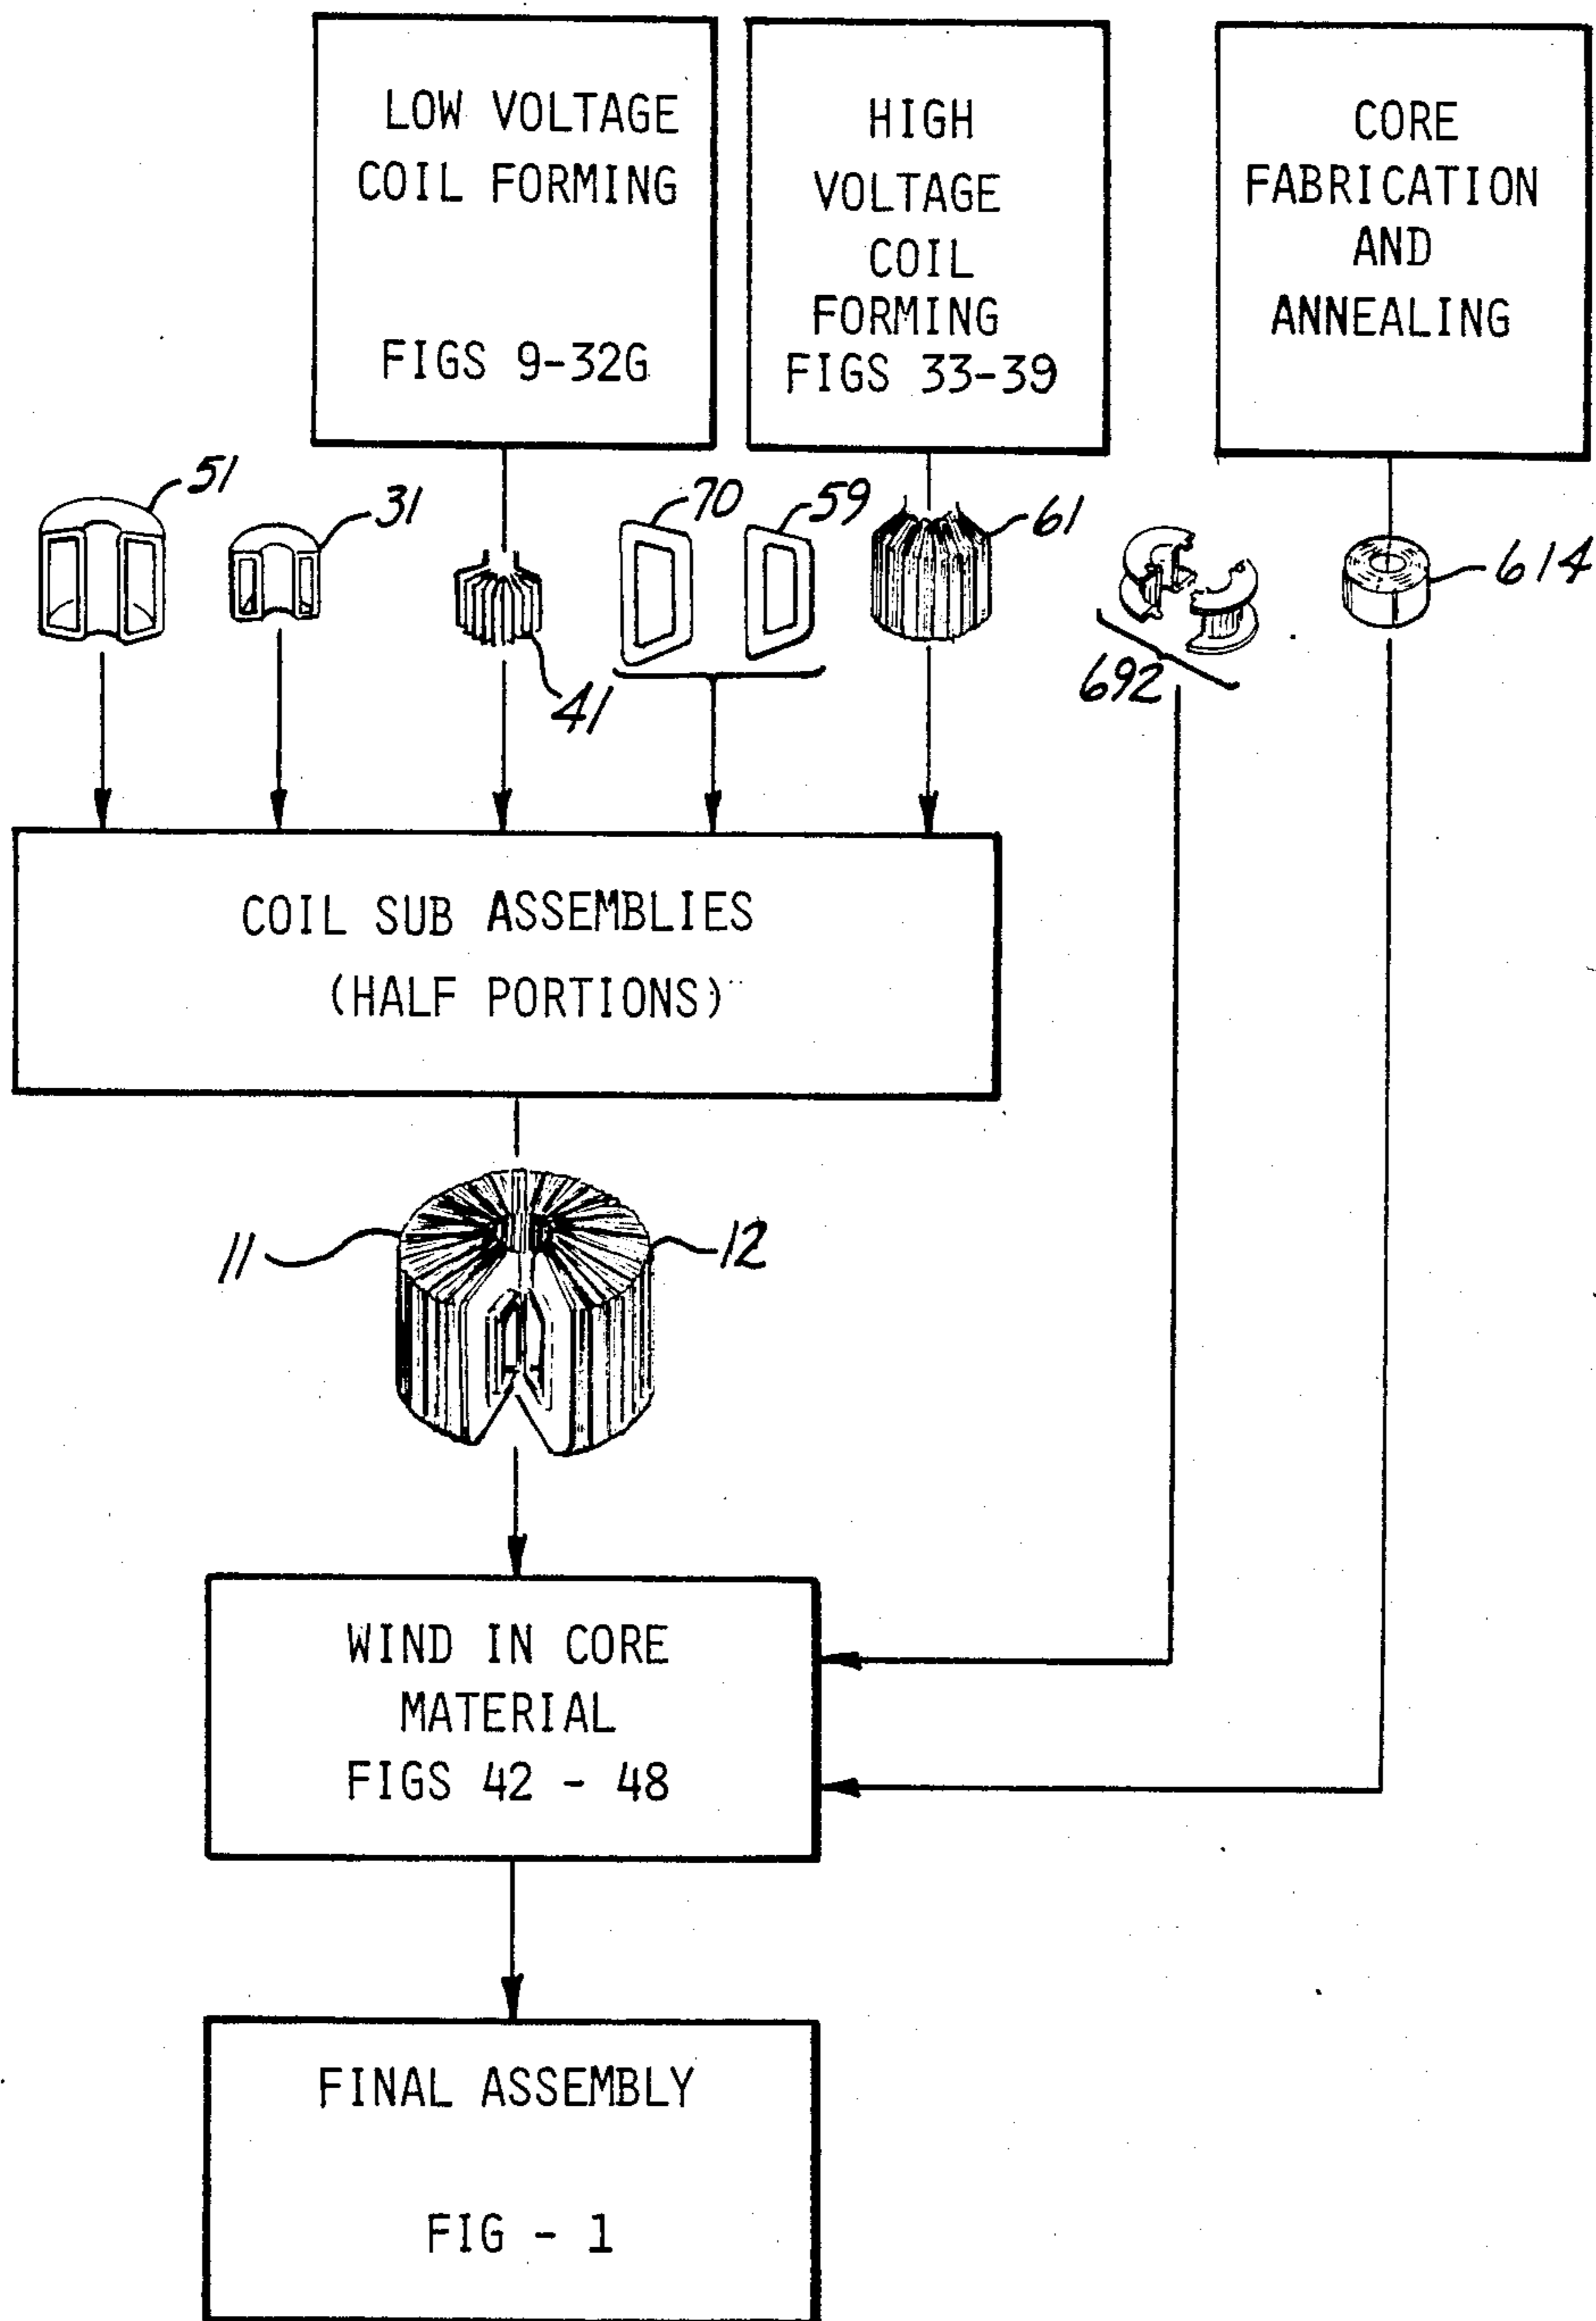 LOW VOLTAGE
COIL FORMING
FIGS 9-32G
HIGH
VOLTAGE
COIL
FORMING
FIGS 33-39
CORE
FABRICATION
AND
ANNEALING
51
31
41
70
59
61
692
614
COIL SUB ASSEMBLIES
(HALF PORTIONS)
11
12
WIND IN CORE
MATERIAL
FIGS 42 - 48
FINAL ASSEMBLY
FIG - 1